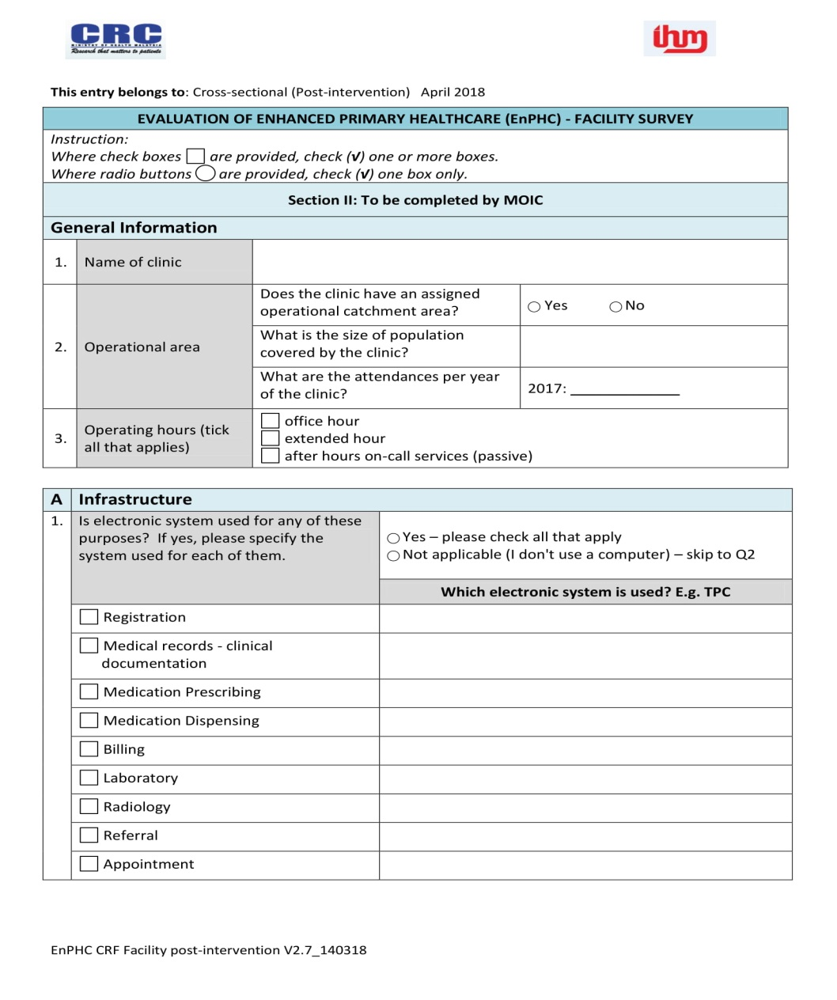 CRC
MINISTRY OF HEALTH MALAYSIA
Research that matters to patients
ihm
This entry belongs to: Cross-sectional (Post-intervention) April 2018
EVALUATION OF ENHANCED PRIMARY HEALTHCARE (EnPHC) - FACILITY SURVEY
Instruction:
Where check boxes □ are provided, check (√) one or more boxes.
Where radio buttons ○ are provided, check (√) one box only.
Section II: To be completed by MOIC
General Information
1. Name of clinic
2. Operational area
Does the clinic have an assigned
operational catchment area?
○ Yes ○ No
What is the size of population
covered by the clinic?
What are the attendances per year
of the clinic?
2017: _______________
3. Operating hours (tick
all that applies)
□ office hour
□ extended hour
□ after hours on-call services (passive)
A Infrastructure
1. Is electronic system used for any of these
purposes? If yes, please specify the
system used for each of them.
○ Yes – please check all that apply
○ Not applicable (I don't use a computer) – skip to Q2
Which electronic system is used? E.g. TPC
□ Registration
□ Medical records - clinical
documentation
□ Medication Prescribing
□ Medication Dispensing
□ Billing
□ Laboratory
□ Radiology
□ Referral
□ Appointment
EnPHC CRF Facility post-intervention V2.7_140318